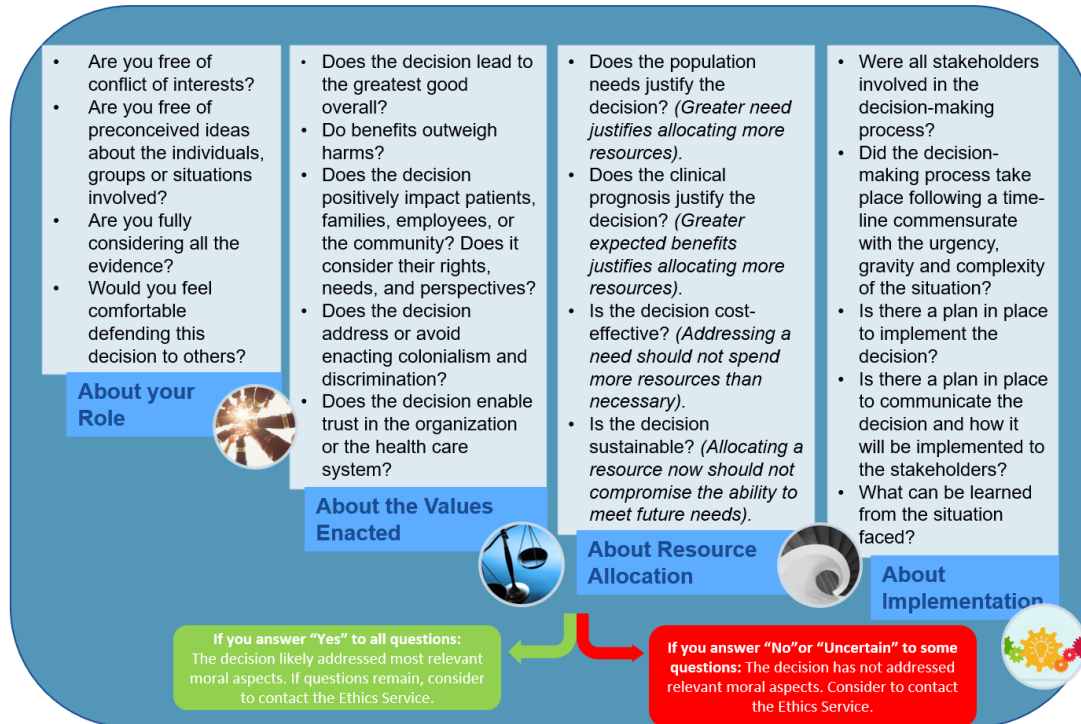 • Are you free of
conflict of interests?
• Are you free of
preconceived ideas
about the individuals,
groups or situations
involved?
• Are you fully
considering all the
evidence?
• Would you feel
comfortable
defending this
decision to others?
About your
Role
• Does the decision lead to
the greatest good
overall?
• Do benefits outweigh
harms?
• Does the decision
positively impact patients,
families, employees, or
the community? Does it
consider their rights,
needs, and perspectives?
• Does the decision
address or avoid
enacting colonialism and
discrimination?
• Does the decision enable
trust in the organization
or the health care
system?
About the Values
Enacted
• Does the population
needs justify the
decision? (Greater need
justifies allocating more
resources).
• Does the clinical
prognosis justify the
decision? (Greater
expected benefits
justifies allocating more
resources).
• Is the decision cost-
effective? (Addressing a
need should not spend
more resources than
necessary).
• Is the decision
sustainable? (Allocating a
resource now should not
compromise the ability to
meet future needs).
About Resource
Allocation
• Were all stakeholders
involved in the
decision-making
process?
• Did the decision-
making process take
place following a time-
line commensurate
with the urgency,
gravity and complexity
of the situation?
• Is there a plan in place
to implement the
decision?
• Is there a plan in place
to communicate the
decision and how it
will be implemented to
the stakeholders?
• What can be learned
from the situation
faced?
About
Implementation
If you answer “Yes” to all questions:
The decision likely addressed most relevant
moral aspects. If questions remain, consider
to contact the Ethics Service.
If you answer “No”or “Uncertain” to some
questions: The decision has not addressed
relevant moral aspects. Consider to contact
the Ethics Service.